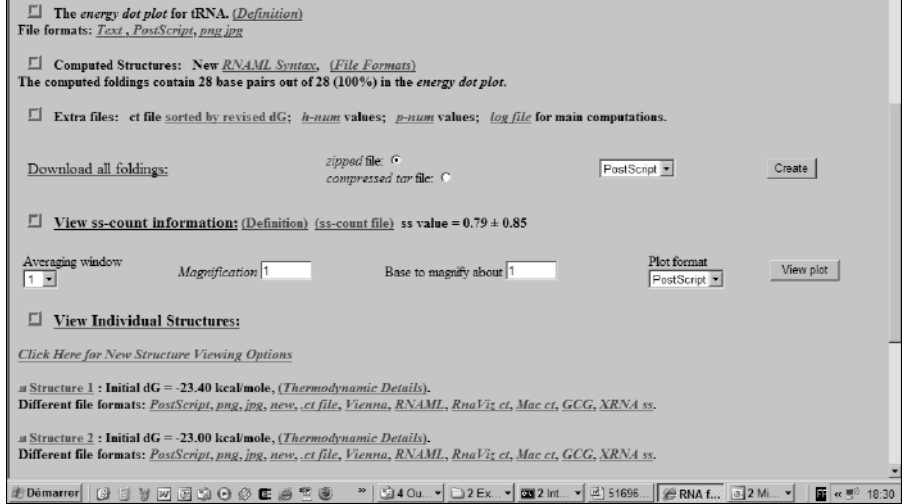 The energy dot plot for tRNA. (Definition)
File formats: Text , PostScript, png jpg
Computed Structures: New RNAML Syntax, (File Formats)
The computed foldings contain 28 base pairs out of 28 (100%) in the energy dot plot.
Extra files: ct file sorted by revised dG; h-num values; p-num values; log file for main computations.
Download all foldings: zipped file: PostScript Create
compressed tar file:
View ss-count information: (Definition) (ss-count file) ss value = 0.79 ± 0.85
Averaging window Plot format
1 Magnification 1 Base to magnify about 1 PostScript View plot
View Individual Structures:
Click Here for New Structure Viewing Options
Structure 1 : Initial dG = -23.40 kcal/mole, (Thermodynamic Details).
Different file formats: PostScript, png, jpg, new, .ct file, Vienna, RNAML, RnaViz ct, Mac ct, GCG, XRNA ss.
Structure 2 : Initial dG = -23.00 kcal/mole, (Thermodynamic Details).
Different file formats: PostScript, png, jpg, new, .ct file, Vienna, RNAML, RnaViz ct, Mac ct, GCG, XRNA ss.
Démarrer » 4 Ou... 2 Ex... 2 Int... 51696... RNA f... 2 Mi... « 18:30